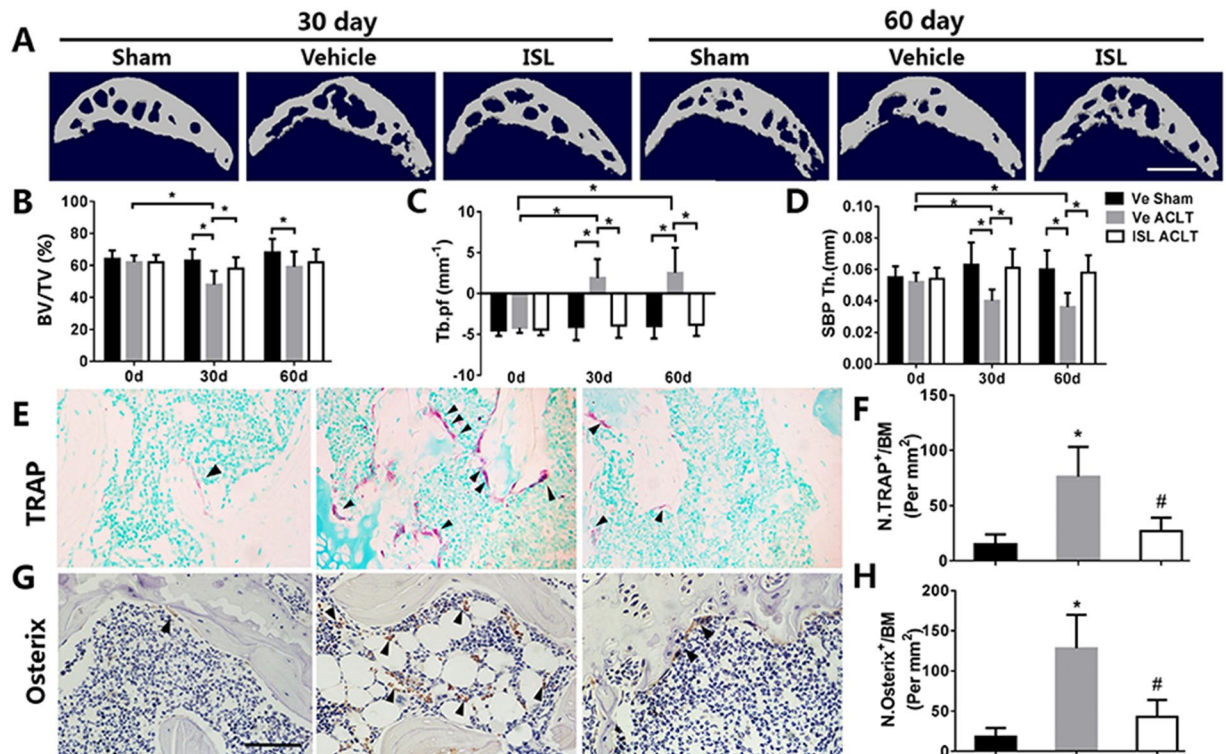 30 day 60 day
A
Sham Vehicle ISL Sham Vehicle ISL
B
BV/TV (%)
100
80
60
40
20
0
0d 30d 60d
* * * *
C
Tb.pf (mm-1)
10
5
0
-5
-10
0d 30d 60d
* * * * * *
D
SBP Th.(mm)
0.10
0.08
0.06
0.04
0.02
0.00
0d 30d 60d
* * * * * *
Ve Sham
Ve ACLT
ISL ACLT
E
TRAP
F
N.TRAP+/BM
(Per mm2)
150
100
50
0
*
#
G
Osterix
H
N.Osterix+/BM
(Per mm2)
200
150
100
50
0
*
#